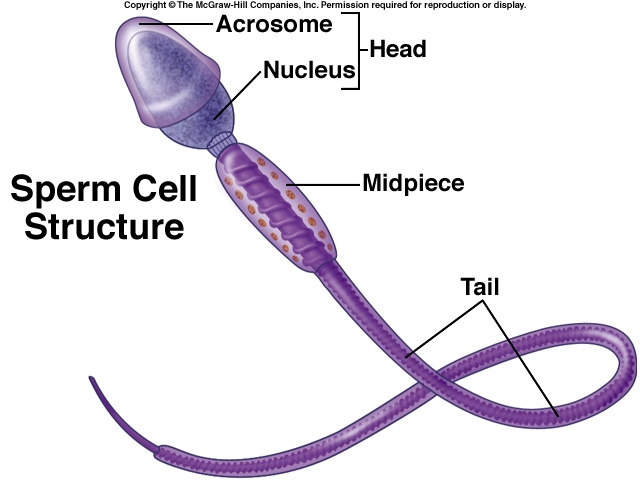 Copyright © The McGraw-Hill Companies, Inc. Permission required for reproduction or display.
Acrosome
Head
Nucleus
Sperm Cell
Structure
Midpiece
Tail